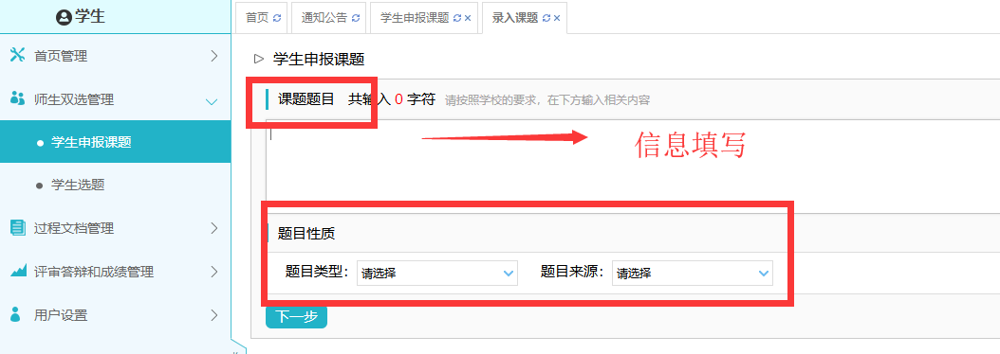 学生
首页 通知公告 学生申报课题 录入课题
首页管理
师生双选管理
学生申报课题
学生选题
过程文档管理
评审答辩和成绩管理
用户设置
学生申报课题
课题题目 共输入 0 字符 请按照学校的要求，在下方输入相关内容
信息填写
题目性质
题目类型： 请选择 题目来源： 请选择
下一步